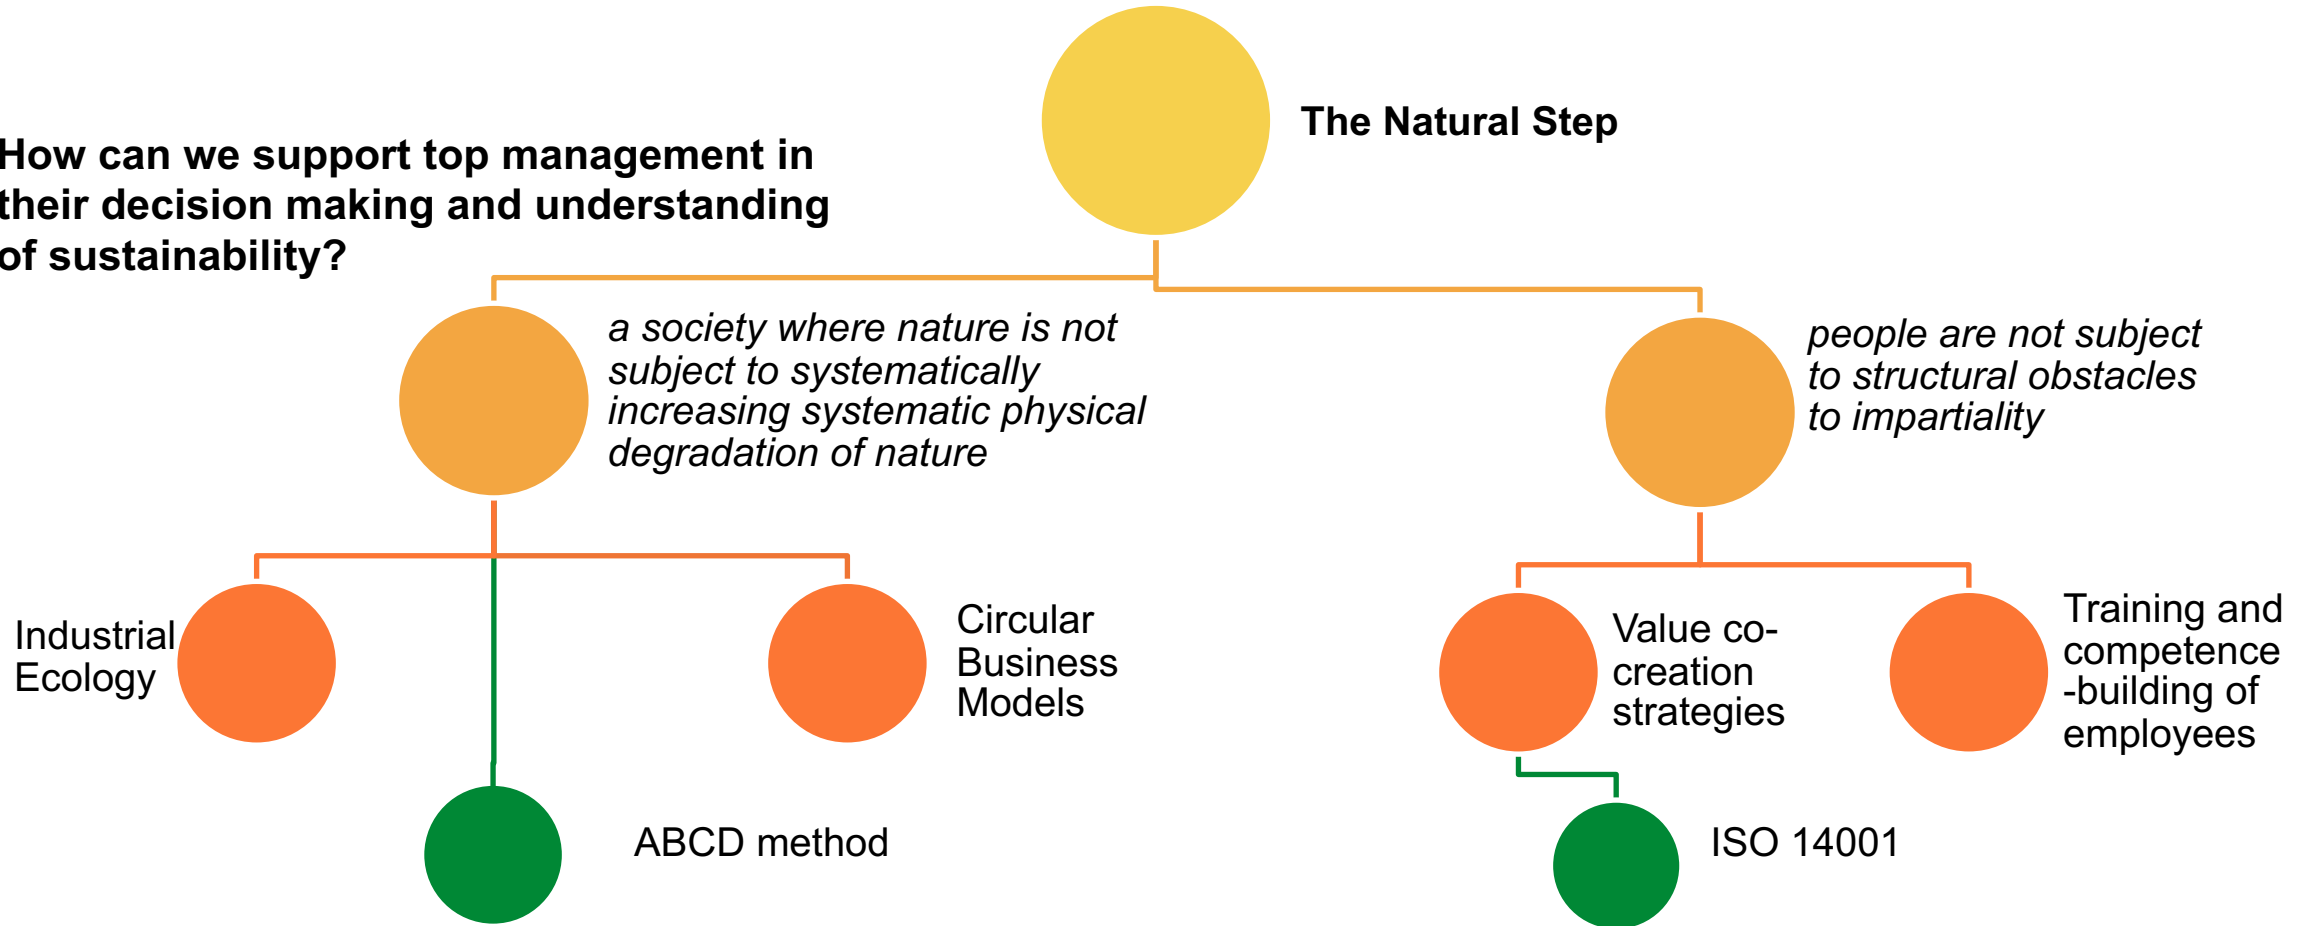 The Natural Step
How can we support top management in
their decision making and understanding
of sustainability?
a society where nature is not
subject to systematically
increasing systematic physical
degradation of nature
people are not subject
to structural obstacles
to impartiality
Industrial
Ecology
Circular
Business
Models
Value co-
creation
strategies
Training and
competence
-building of
employees
ABCD method
ISO 14001